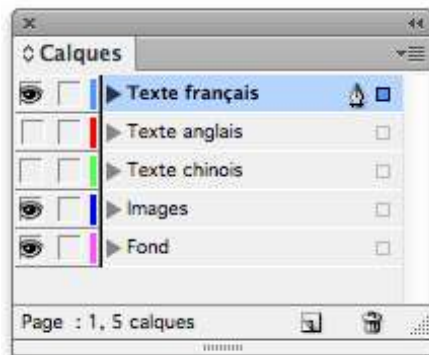 Calques
Texte français
Texte anglais
Texte chinois
Images
Fond
Page : 1, 5 calques